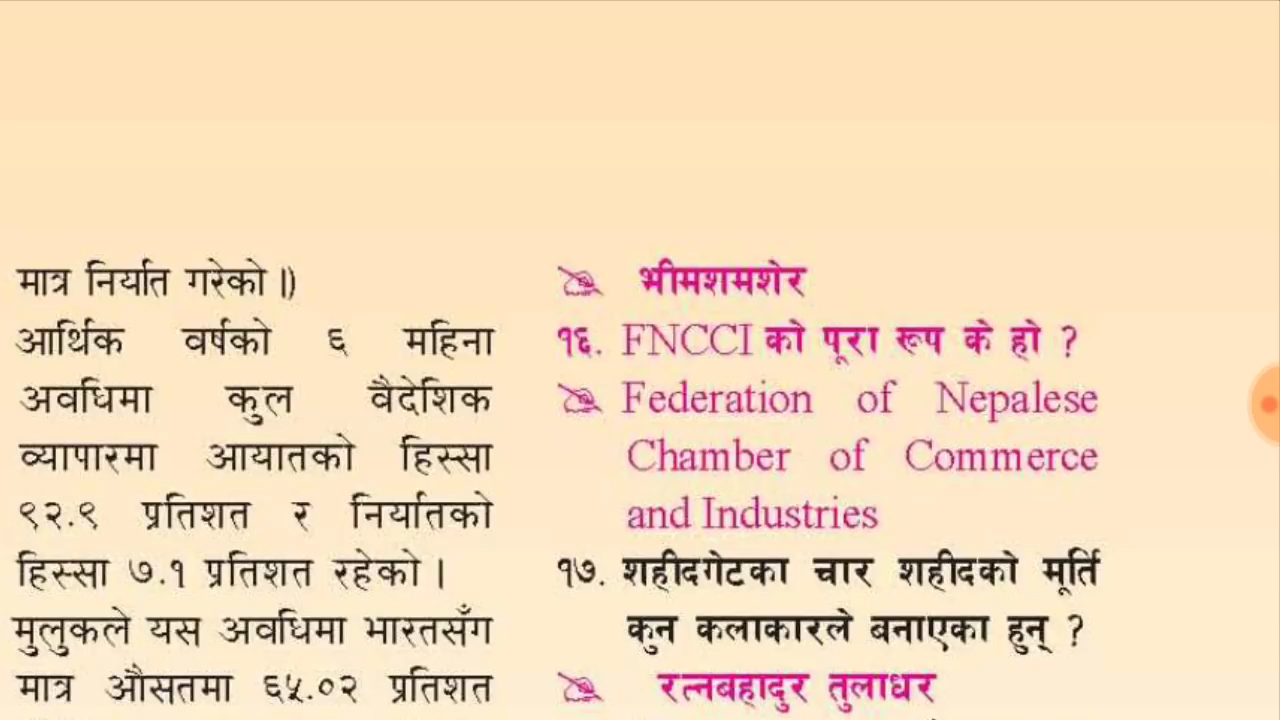 मात्र निर्यात गरेको ।)
आर्थिक वर्षको ६ महिना
अवधिमा कुल वैदेशिक
व्यापारमा आयातको हिस्सा
९२.९ प्रतिशत र निर्यातको
हिस्सा ७.१ प्रतिशत रहेको ।
मुलुकले यस अवधिमा भारतसँग
मात्र औसतमा ६५.०२ प्रतिशत
भीमशमशेर
१६. FNCCI को पूरा रूप के हो ?
Federation of Nepalese
Chamber of Commerce
and Industries
१७. शहीदगेटका चार शहीदको मूर्ति
कुन कलाकारले बनाएका हुन् ?
रत्नबहादुर तुलाधर